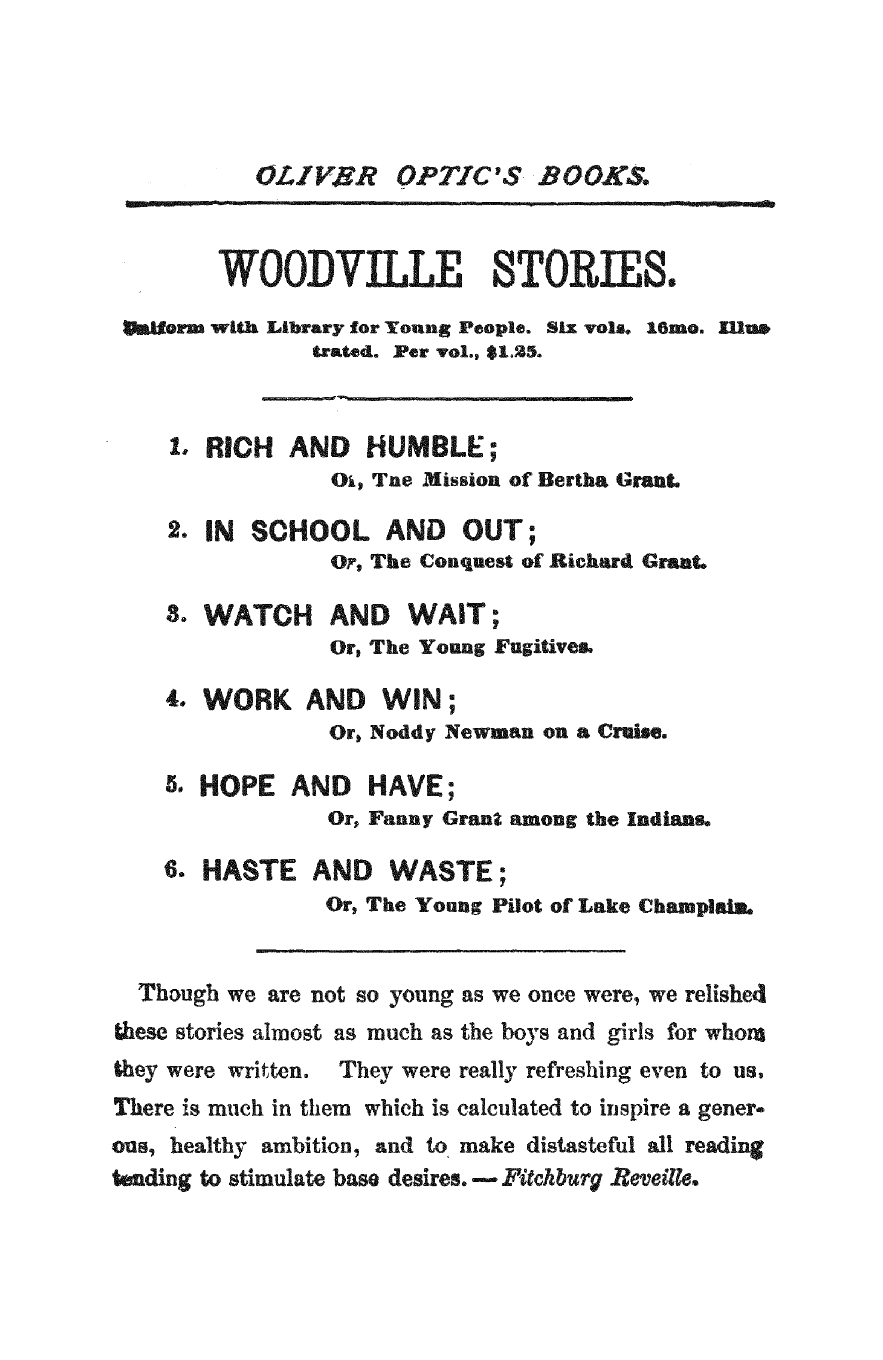 OLIVER OPTIC'S BOOKS.
WOODVILLE STORIES.
Uniform with Library for Young People. Six vols. 16mo. Illus-
trated. Per vol., $1.25.
1. RICH AND HUMBLE;
Or, The Mission of Bertha Grant.
2. IN SCHOOL AND OUT;
Or, The Conquest of Richard Grant.
3. WATCH AND WAIT;
Or, The Young Fugitives.
4. WORK AND WIN;
Or, Noddy Newman on a Cruise.
5. HOPE AND HAVE;
Or, Fanny Grant among the Indians.
6. HASTE AND WASTE;
Or, The Young Pilot of Lake Champlain.
Though we are not so young as we once were, we relished
these stories almost as much as the boys and girls for whom
they were written. They were really refreshing even to us.
There is much in them which is calculated to inspire a gener-
ous, healthy ambition, and to make distasteful all reading
tending to stimulate base desires. — Fitchburg Reveille.